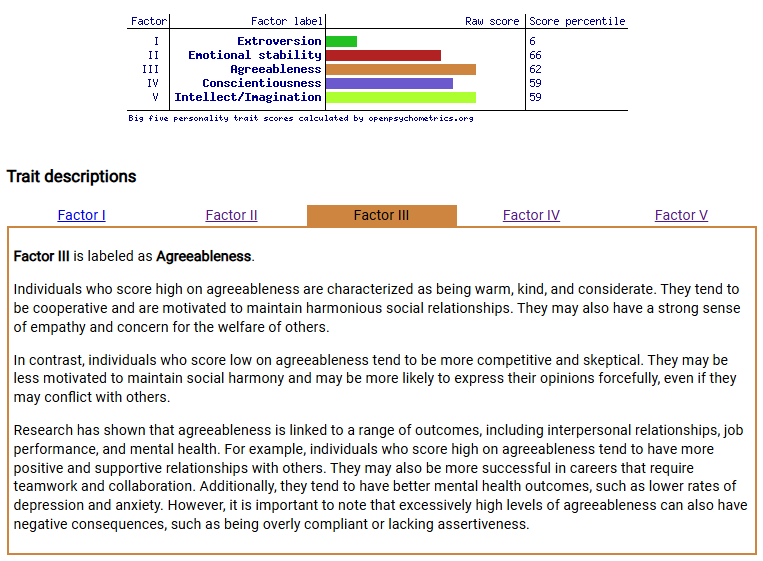 Factor Factor label Raw score Score percentile
I Extroversion 6
II Emotional stability 66
III Agreeableness 62
IV Conscientiousness 59
V Intellect/Imagination 59
Big five personality trait scores calculated by openpsychometrics.org
Trait descriptions
Factor I Factor II Factor III Factor IV Factor V
Factor III is labeled as Agreeableness.
Individuals who score high on agreeableness are characterized as being warm, kind, and considerate. They tend to
be cooperative and are motivated to maintain harmonious social relationships. They may also have a strong sense
of empathy and concern for the welfare of others.
In contrast, individuals who score low on agreeableness tend to be more competitive and skeptical. They may be
less motivated to maintain social harmony and may be more likely to express their opinions forcefully, even if they
may conflict with others.
Research has shown that agreeableness is linked to a range of outcomes, including interpersonal relationships, job
performance, and mental health. For example, individuals who score high on agreeableness tend to have more
positive and supportive relationships with others. They may also be more successful in careers that require
teamwork and collaboration. Additionally, they tend to have better mental health outcomes, such as lower rates of
depression and anxiety. However, it is important to note that excessively high levels of agreeableness can also have
negative consequences, such as being overly compliant or lacking assertiveness.